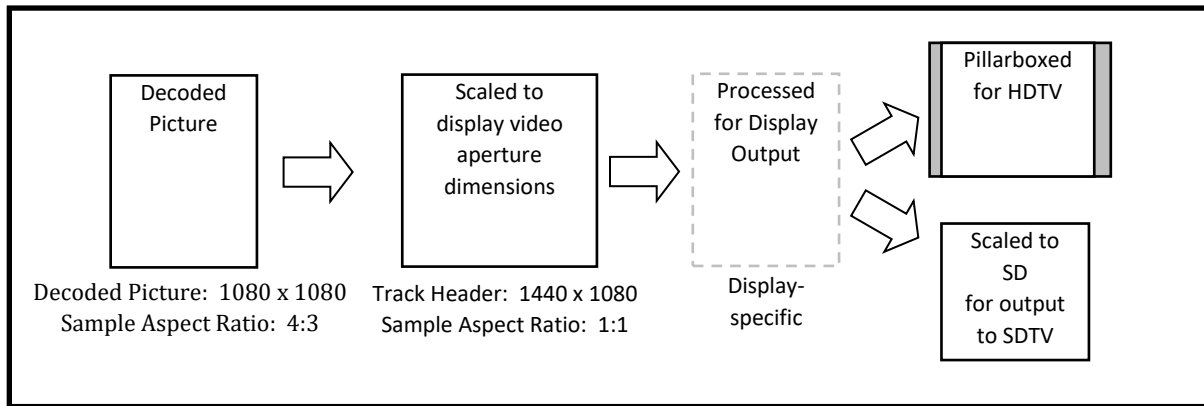 Decoded
Picture
Decoded Picture: 1080 x 1080
Sample Aspect Ratio: 4:3
Scaled to
display video
aperture
dimensions
Track Header: 1440 x 1080
Sample Aspect Ratio: 1:1
Processed
for Display
Output
Display-
specific
Pillarboxed
for HDTV
Scaled to
SD
for output
to SDTV